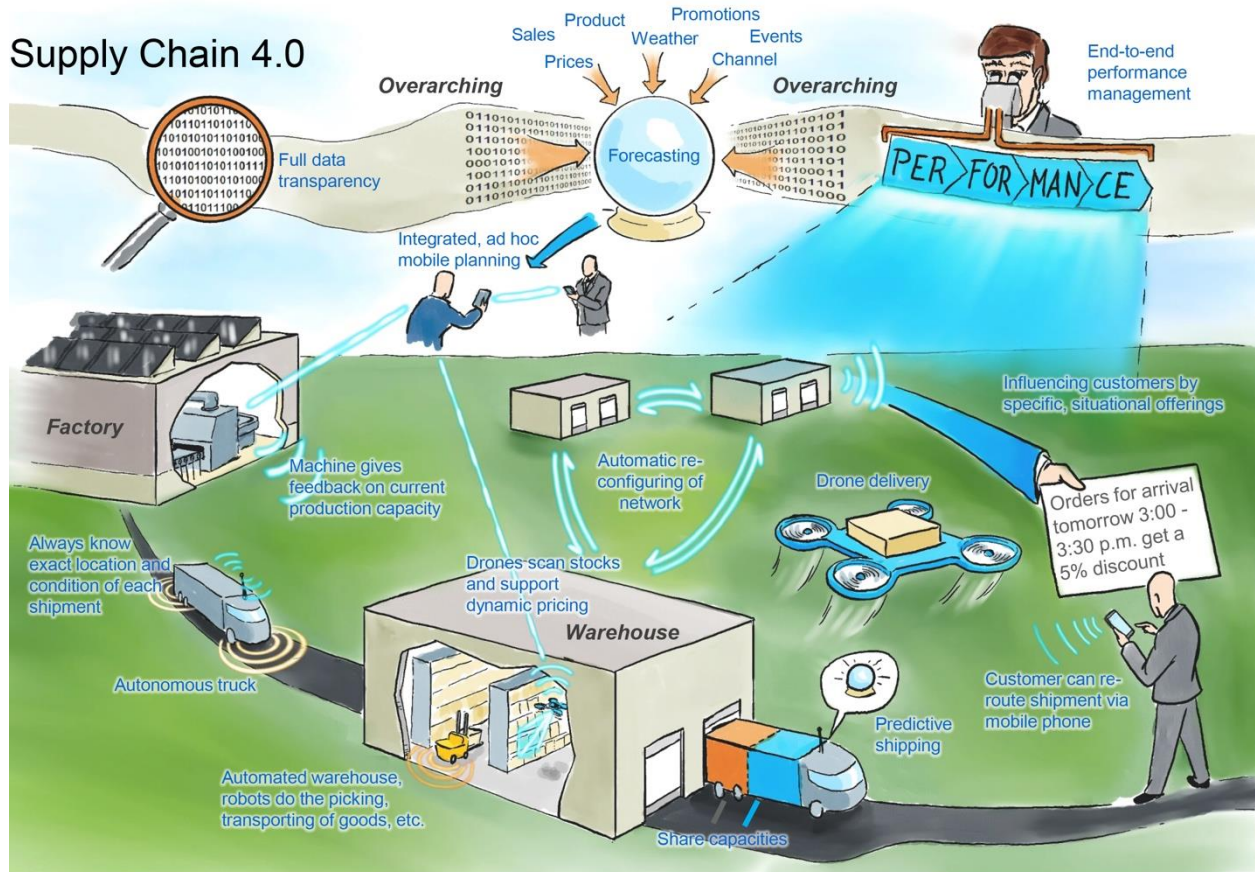 Supply Chain 4.0
Sales
Product
Promotions
Weather
Events
Prices
Channel
Overarching
Overarching
End-to-end
performance
management
Full data
transparency
Forecasting
PER FOR MAN CE
Integrated, ad hoc
mobile planning
Factory
Machine gives
feedback on current
production capacity
Automatic re-
configuring of
network
Influencing customers by
specific, situational offerings
Drone delivery
Orders for arrival
tomorrow 3:00 -
3:30 p.m. get a
5% discount
Always know
exact location and
condition of each
shipment
Autonomous truck
Drones scan stocks
and support
dynamic pricing
Warehouse
Automated warehouse,
robots do the picking,
transporting of goods, etc.
Predictive
shipping
Share capacities
Customer can re-
route shipment via
mobile phone